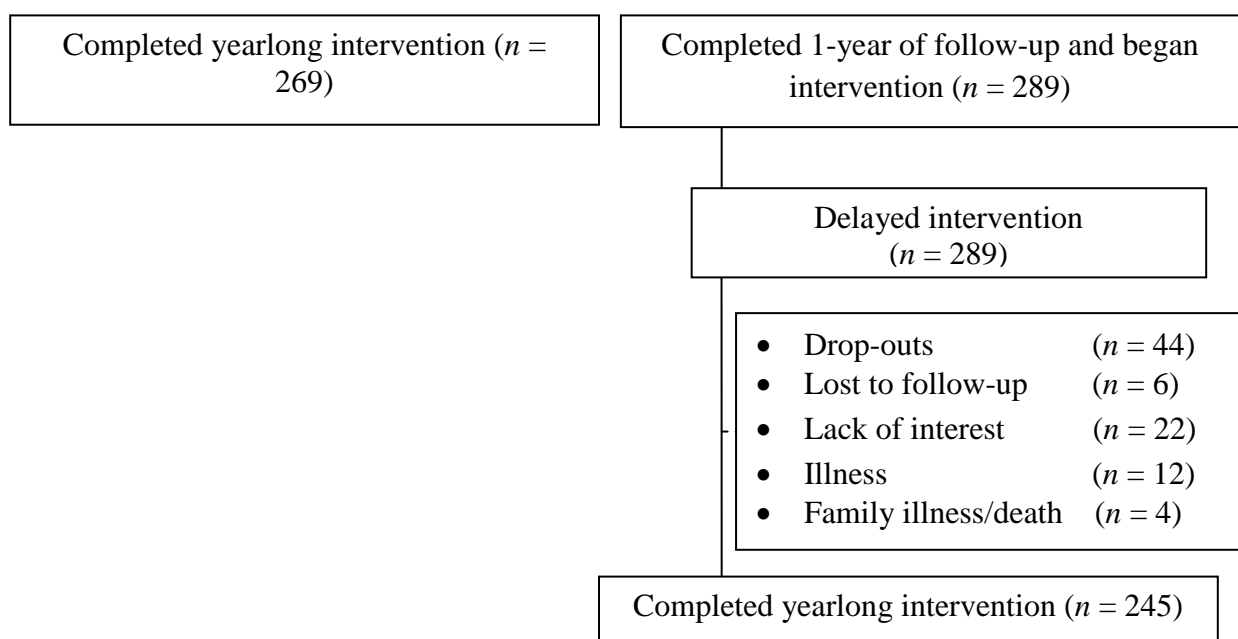 Completed yearlong intervention (n =
269)
Completed 1-year of follow-up and began
intervention (n = 289)
Delayed intervention
(n = 289)
• Drop-outs (n = 44)
• Lost to follow-up (n = 6)
• Lack of interest (n = 22)
• Illness (n = 12)
• Family illness/death (n = 4)
Completed yearlong intervention (n = 245)